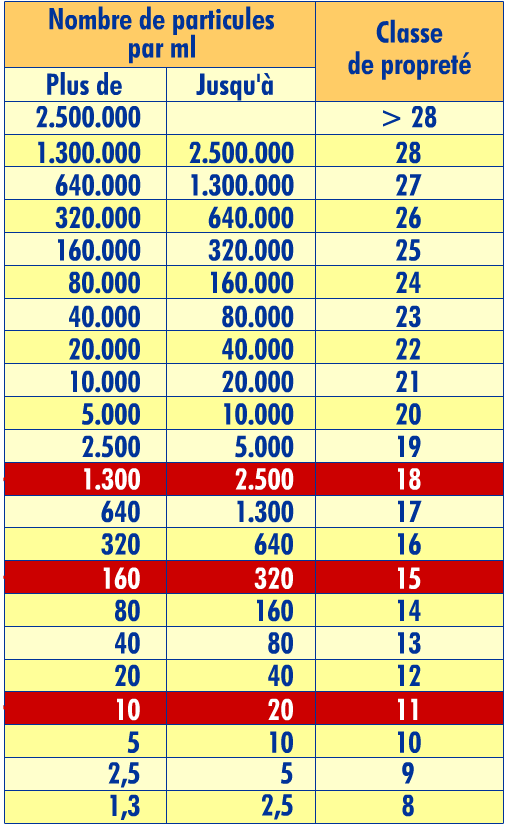 Nombre de particules
par ml
Classe
de propreté
Plus de Jusqu'à
2.500.000 > 28
1.300.000 2.500.000 28
640.000 1.300.000 27
320.000 640.000 26
160.000 320.000 25
80.000 160.000 24
40.000 80.000 23
20.000 40.000 22
10.000 20.000 21
5.000 10.000 20
2.500 5.000 19
1.300 2.500 18
640 1.300 17
320 640 16
160 320 15
80 160 14
40 80 13
20 40 12
10 20 11
5 10 10
2,5 5 9
1,3 2,5 8